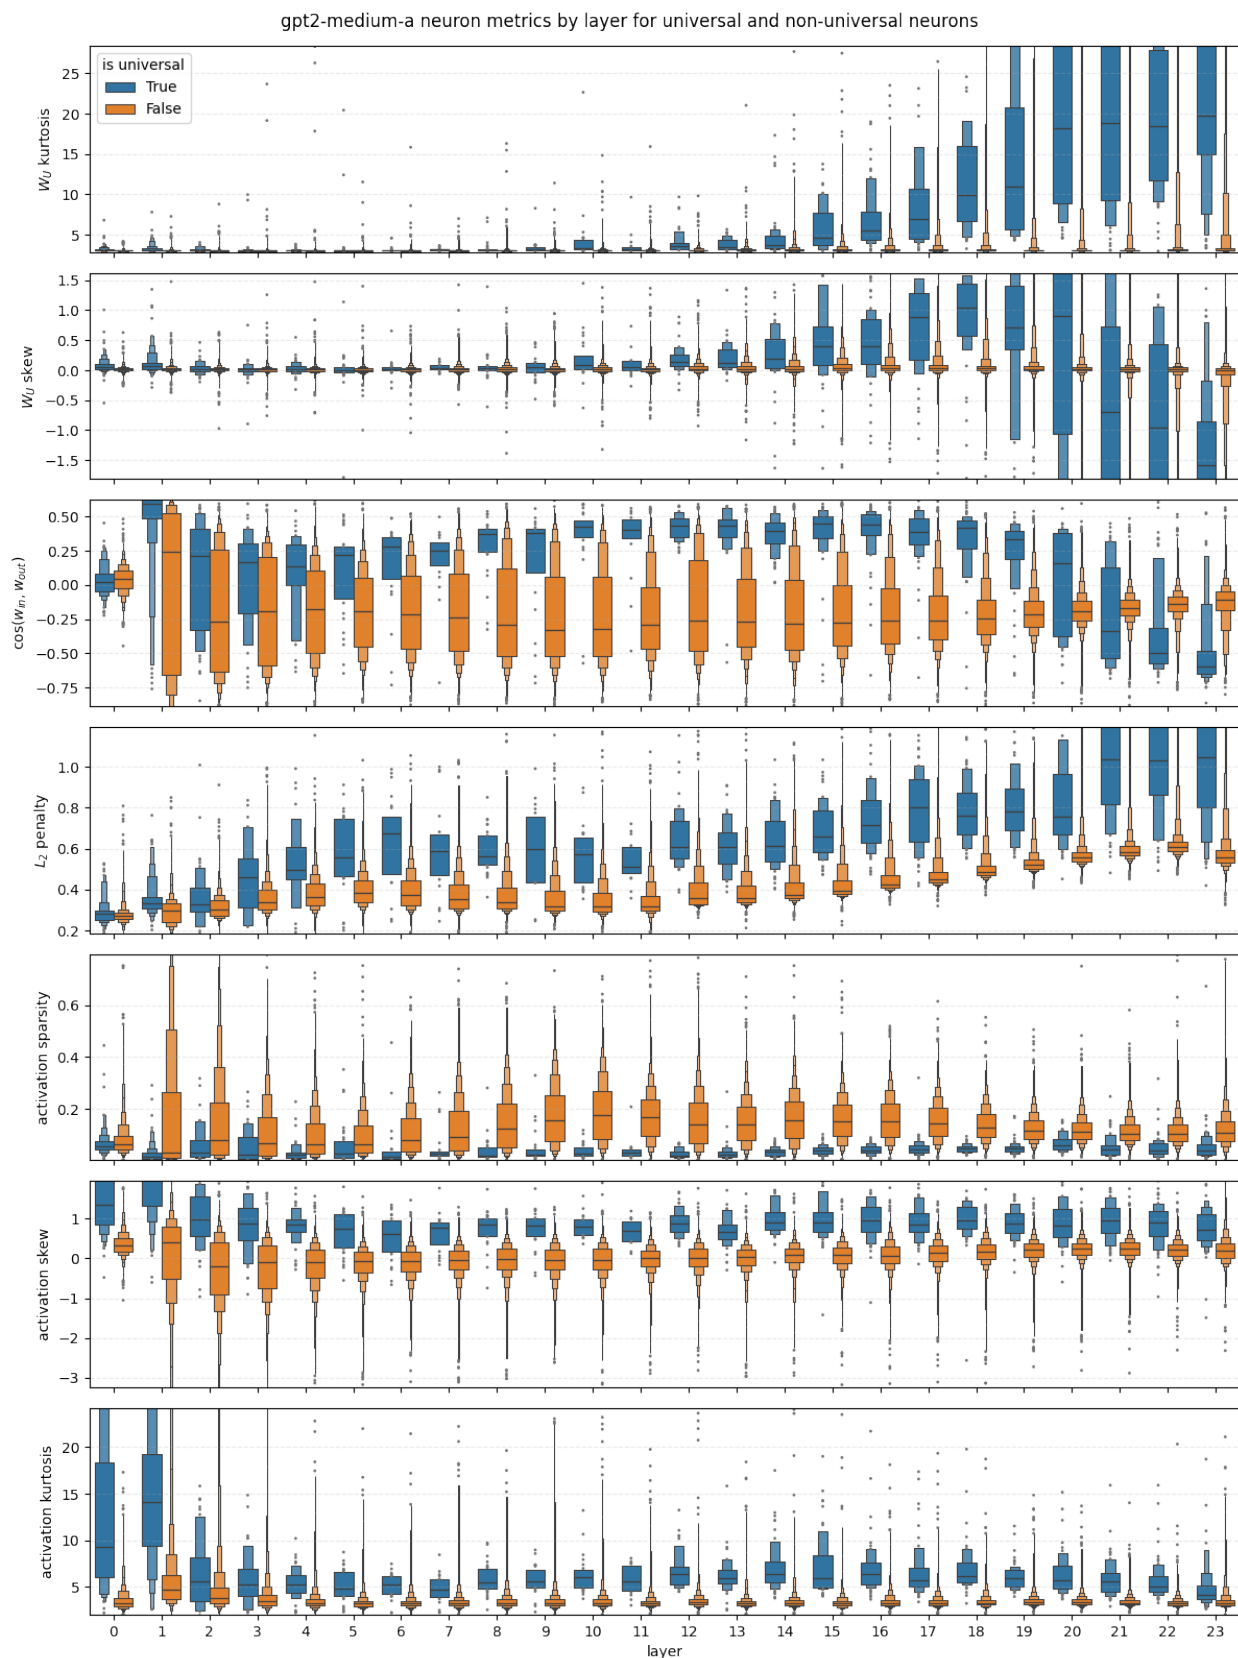 gpt2-medium-a neuron metrics by layer for universal and non-universal neurons
is universal
True
False
W_U kurtosis
25
20
15
10
5
W_U skew
1.5
1.0
0.5
0.0
−0.5
−1.0
−1.5
cos(w_in, w_out)
0.50
0.25
0.00
−0.25
−0.50
−0.75
L_2 penalty
1.0
0.8
0.6
0.4
0.2
activation sparsity
0.6
0.4
0.2
activation skew
1
0
−1
−2
−3
activation kurtosis
20
15
10
5
0 1 2 3 4 5 6 7 8 9 10 11 12 13 14 15 16 17 18 19 20 21 22 23
layer